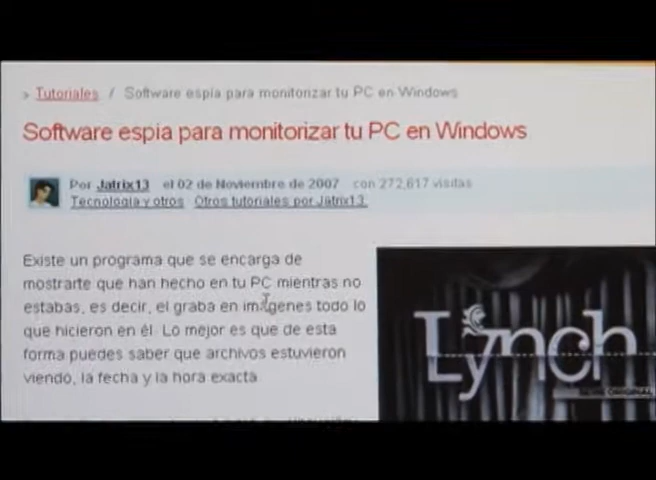 > Tutoriales / Software espia para monitorizar tu PC en Windows
Software espia para monitorizar tu PC en Windows
Por Jatrix13 el 02 de Noviembre de 2007 con 272,617 visitas
Tecnologia y otros Otros tutoriales por Jatrix13
Existe un programa que se encarga de
mostrarte que han hecho en tu PC mientras no
estabas, es decir, el graba en imágenes todo lo
que hicieron en él. Lo mejor es que de esta
forma puedes saber que archivos estuvieron
viendo, la fecha y la hora exacta.
Lynch